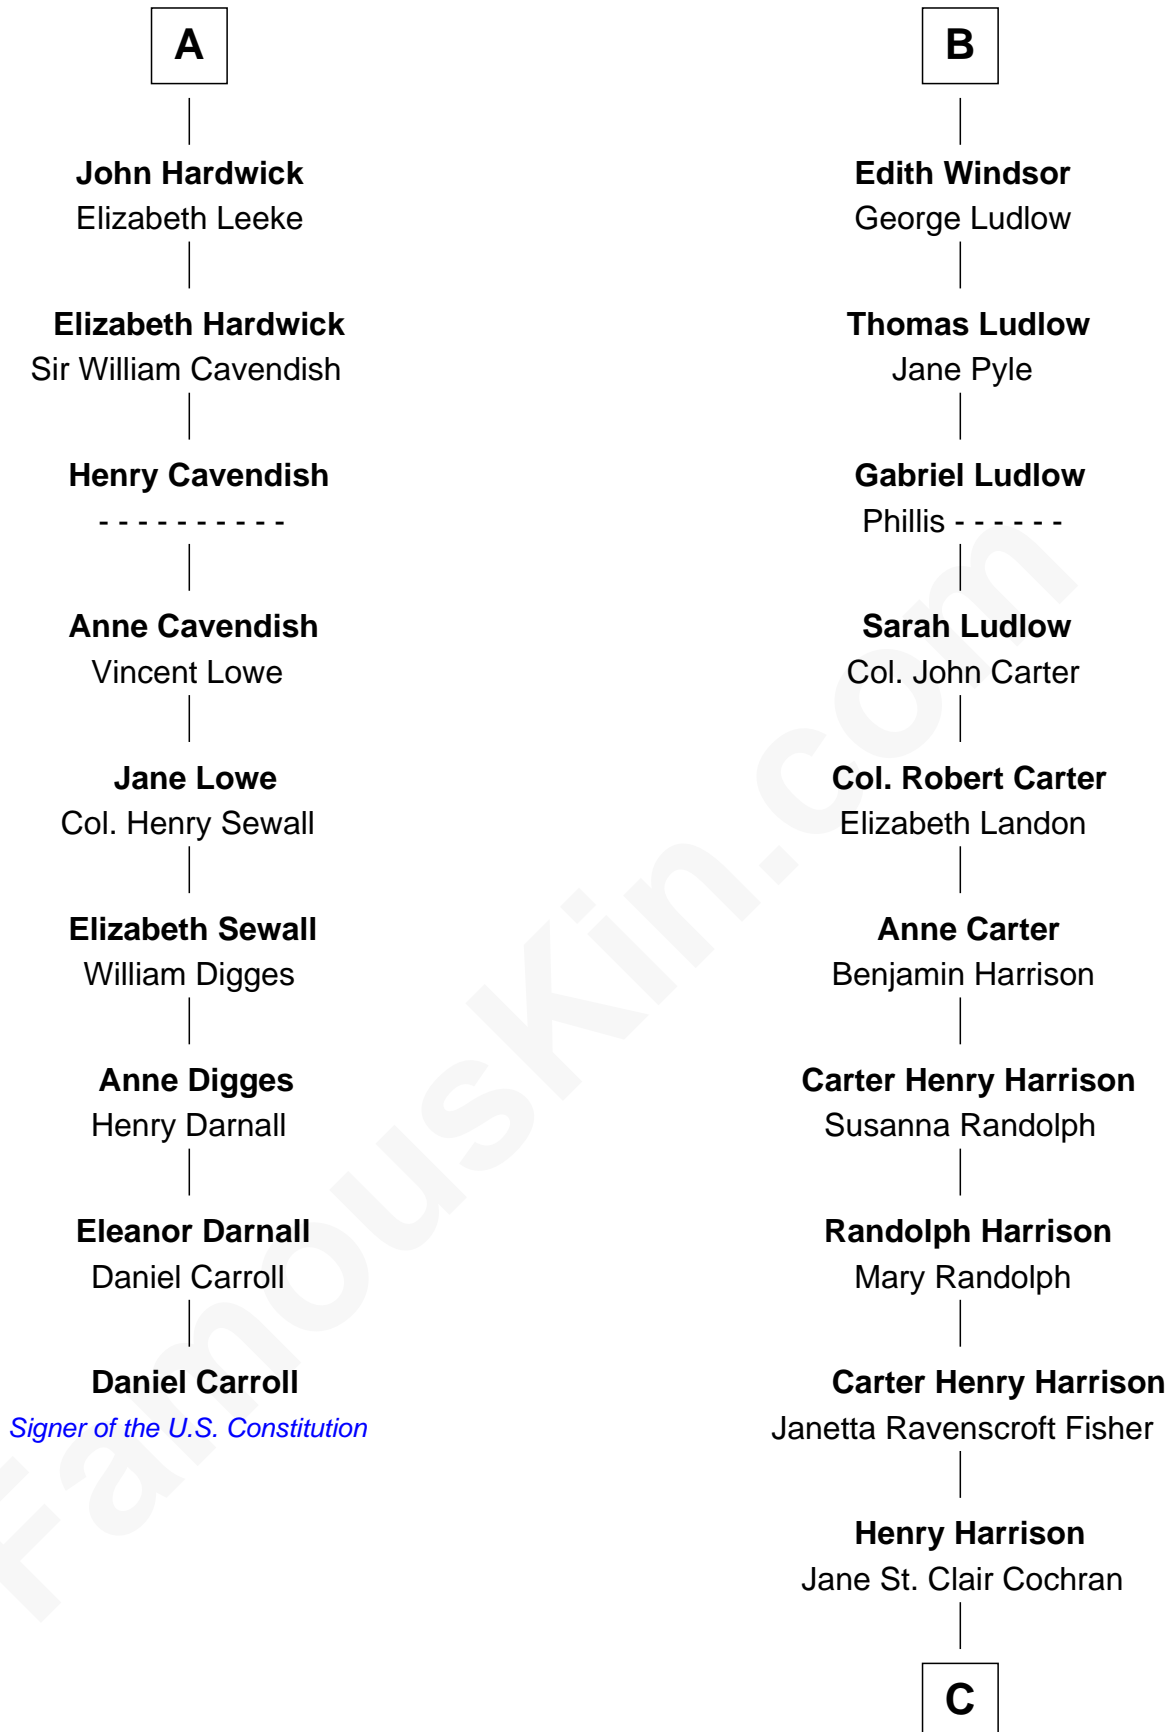 A
John Hardwick
Elizabeth Leeke
Elizabeth Hardwick
Sir William Cavendish
Henry Cavendish
- - - - - - - - - -
Anne Cavendish
Vincent Lowe
Jane Lowe
Col. Henry Sewall
Elizabeth Sewall
William Digges
Anne Digges
Henry Darnall
Eleanor Darnall
Daniel Carroll
Daniel Carroll
Signer of the U.S. Constitution
B
Edith Windsor
George Ludlow
Thomas Ludlow
Jane Pyle
Gabriel Ludlow
Phillis - - - - - -
Sarah Ludlow
Col. John Carter
Col. Robert Carter
Elizabeth Landon
Anne Carter
Benjamin Harrison
Carter Henry Harrison
Susanna Randolph
Randolph Harrison
Mary Randolph
Carter Henry Harrison
Janetta Ravenscroft Fisher
Henry Harrison
Jane St. Clair Cochran
C
FamousKin.com